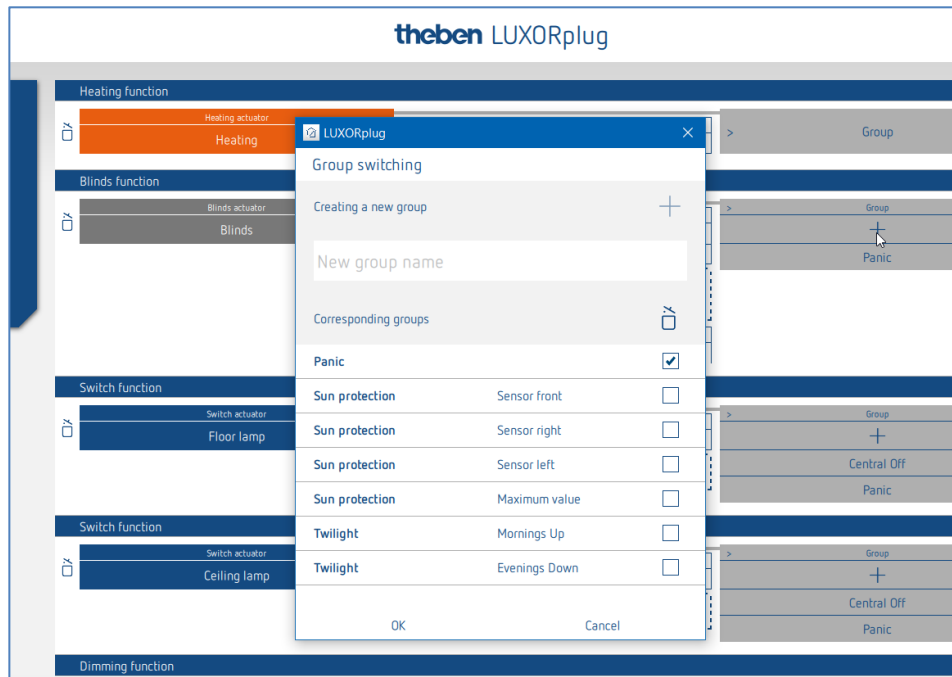 theben LUXORplug
Heating function
Heating actuator
Heating
> Group
Blinds function
Blinds actuator
Blinds
> Group
Panic
LUXORplug
Group switching
Creating a new group
New group name
Corresponding groups
Panic
Sun protection Sensor front
Sun protection Sensor right
Sun protection Sensor left
Sun protection Maximum value
Twilight Mornings Up
Twilight Evenings Down
OK Cancel
Switch function
Switch actuator
Floor lamp
> Group
Central Off
Panic
Switch function
Switch actuator
Ceiling lamp
> Group
Central Off
Panic
Dimming function